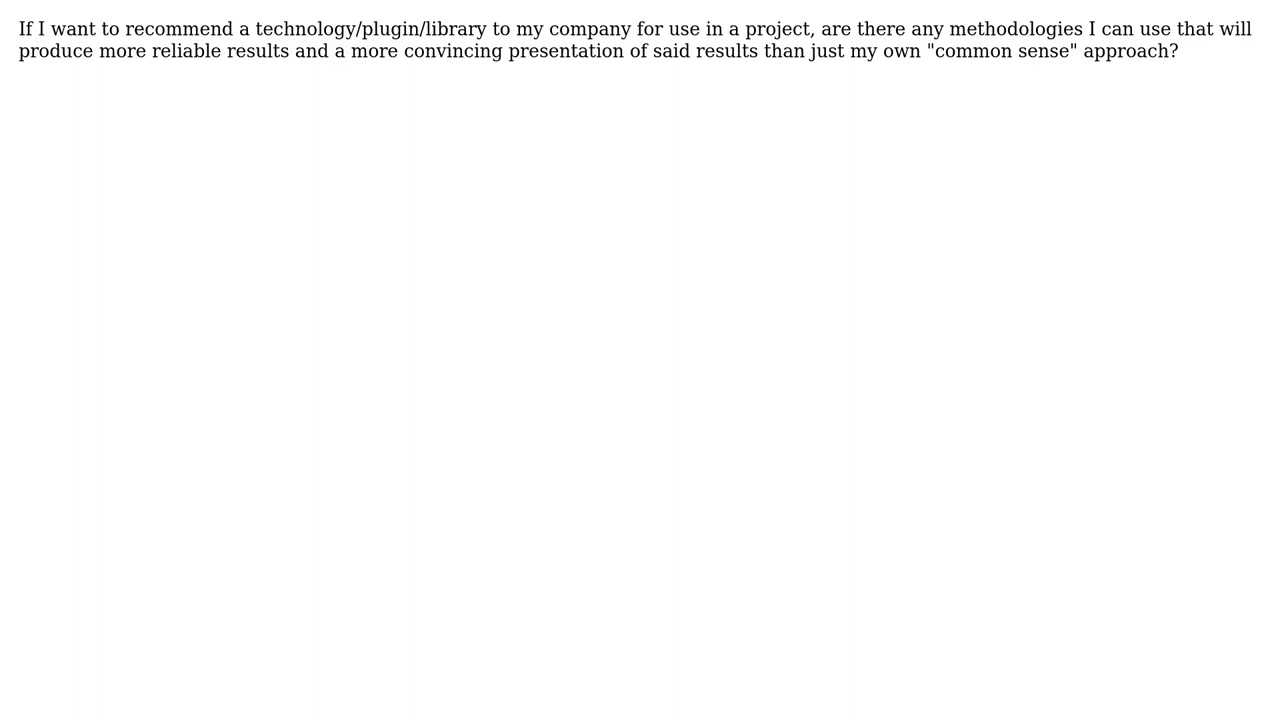 If I want to recommend a technology/plugin/library to my company for use in a project, are there any methodologies I can use that will
produce more reliable results and a more convincing presentation of said results than just my own "common sense" approach?